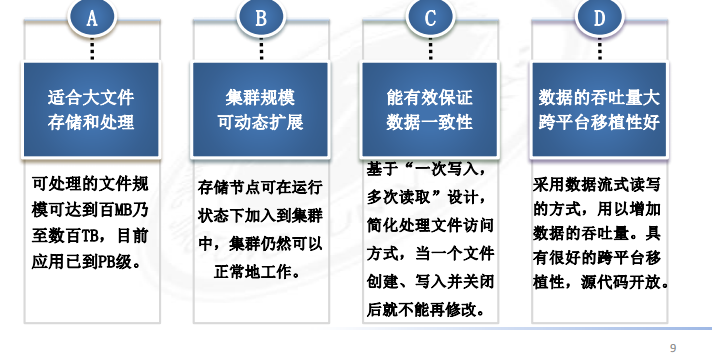 A
适合大文件
存储和处理
可处理的文件规
模可达到百MB乃
至数百TB，目前
应用已到PB级。
B
集群规模
可动态扩展
存储节点可在运行
状态下加入到集群
中，集群仍然可以
正常地工作。
C
能有效保证
数据一致性
基于“一次写入，
多次读取”设计，
简化处理文件访问
方式，当一个文件
创建、写入并关闭
后就不能再修改。
D
数据的吞吐量大
跨平台移植性好
采用数据流式读写
的方式，用以增加
数据的吞吐量。具
有很好的跨平台移
植性，源代码开放。
9